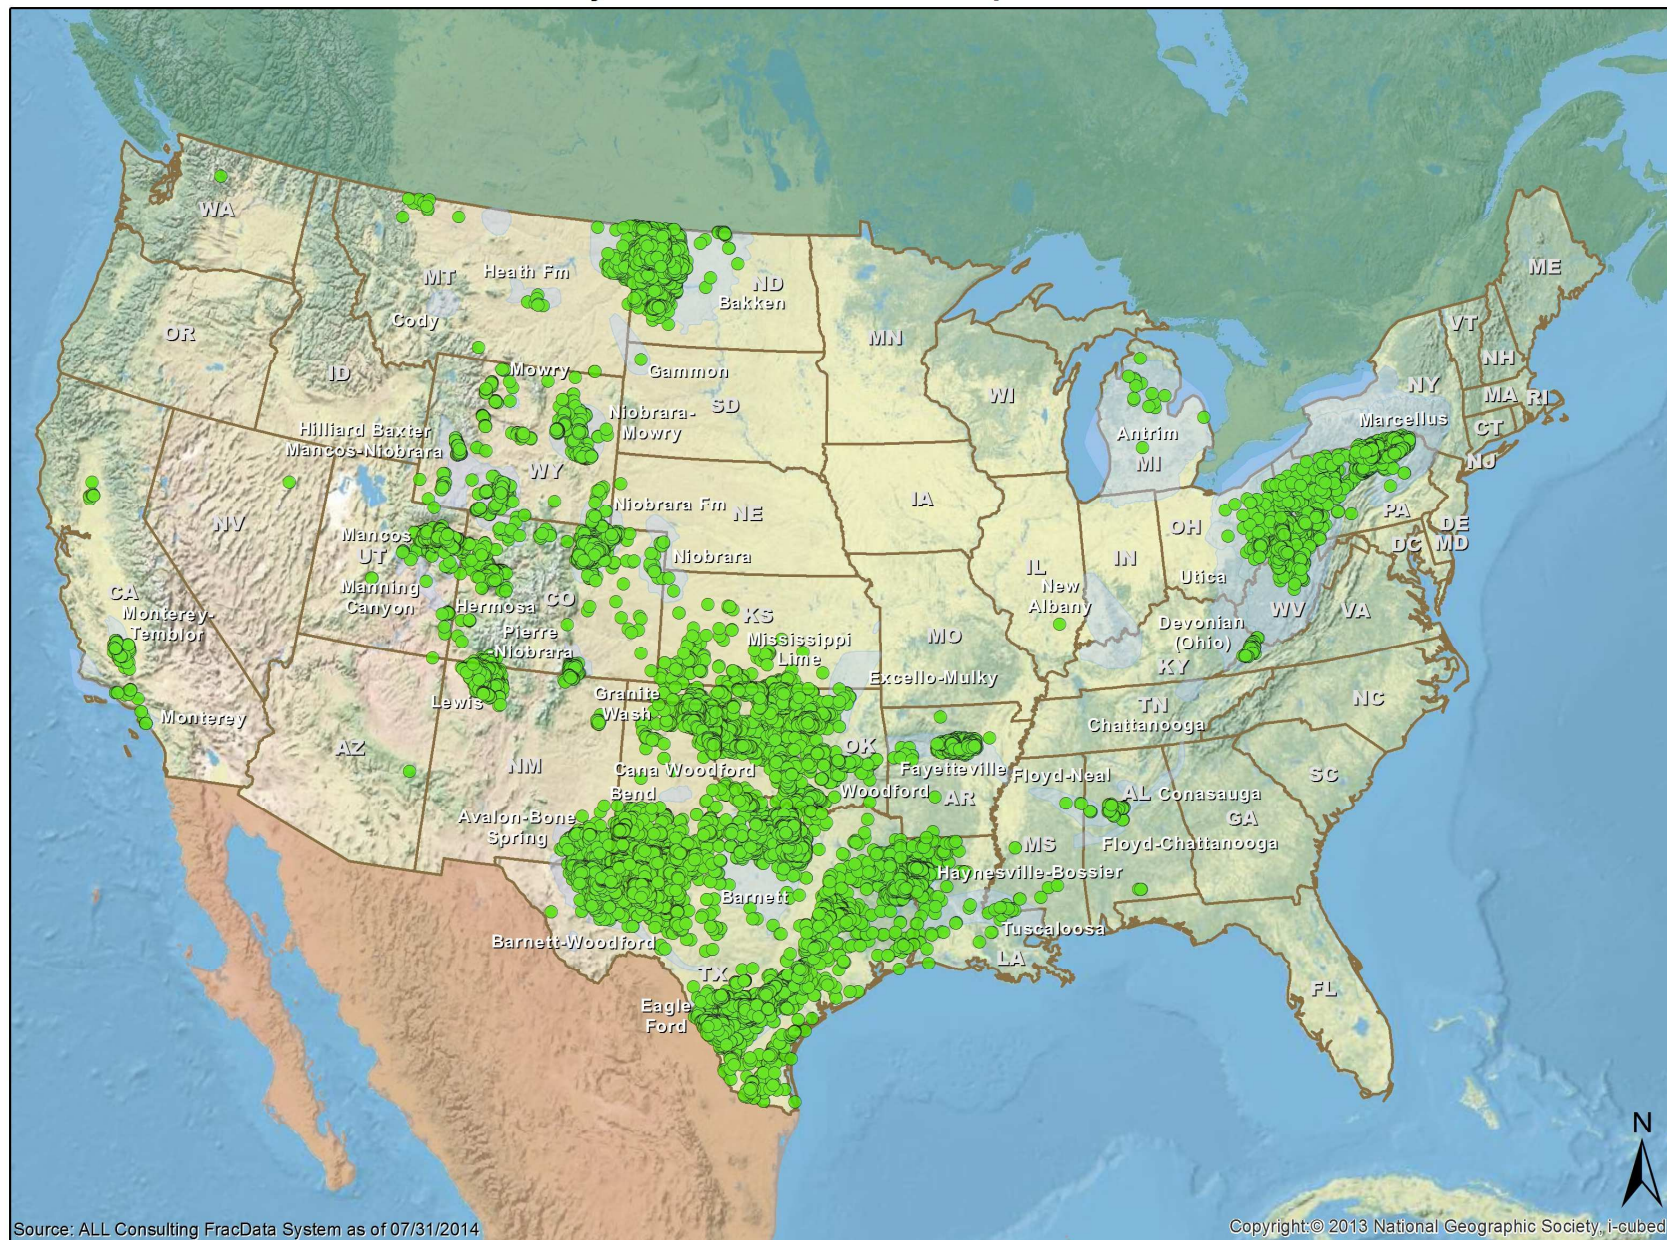 WA
MT
Heath Fm
ND
Bakken
ME
OR
Cody
MN
VT
ID
Mowry
Gammon
NH
WI
NY
MA
RI
SD
Niobrara-
Mowry
Marcellus
CT
Hilliard Baxter
Mancos-Niobrara
Antrim
MI
NJ
WY
IA
Niobrara Fm
NE
PA
NV
OH
DE
Mancos
UT
DC
MD
Niobrara
IN
IL
Utica
Manning
Canyon
New
Albany
CA
Hermosa
CO
WV
VA
Monterey-
Temblor
KS
Devonian
(Ohio)
Pierre
-Niobrara
Mississippi
Lime
MO
KY
Excello-Mulky
Lewis
Granite
Wash
NC
TN
Chattanooga
Monterey
AZ
NM
OK
Cana Woodford
Fayetteville
Floyd-Neal
SC
Bend
Woodford
AR
AL
Conasauga
GA
Avalon-Bone
Spring
MS
Floyd-Chattanooga
Haynesville-Bossier
Barnett
Tuscaloosa
Barnett-Woodford
LA
TX
FL
Eagle
Ford
N
Source: ALL Consulting FracData System as of 07/31/2014
Copyright:© 2013 National Geographic Society, i-cubed